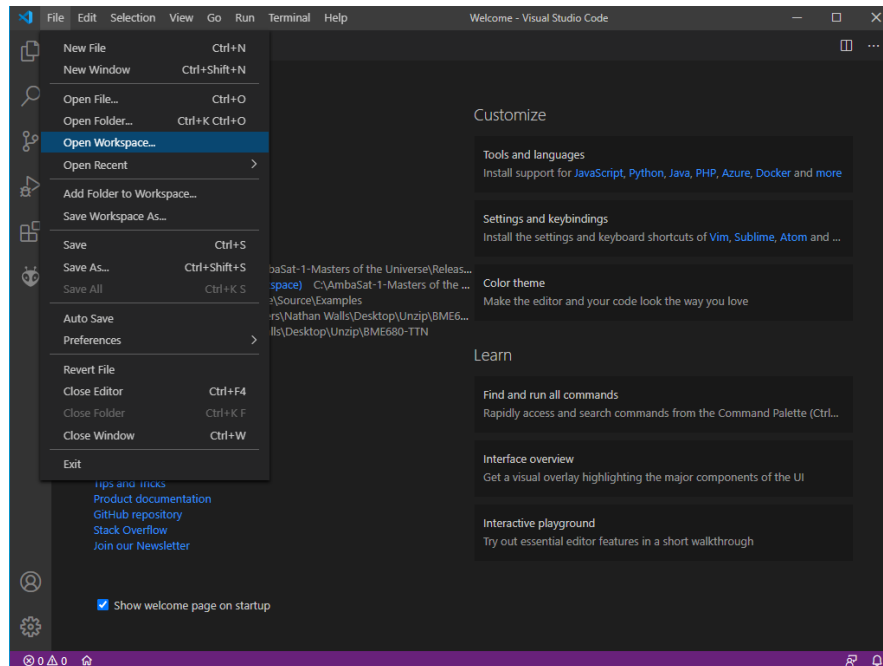 File Edit Selection View Go Run Terminal Help
Welcome - Visual Studio Code
New File Ctrl+N
New Window Ctrl+Shift+N
Open File... Ctrl+O
Open Folder... Ctrl+K Ctrl+O
Open Workspace...
Open Recent
Add Folder to Workspace...
Save Workspace As...
Save Ctrl+S
Save As... Ctrl+Shift+S
Save All Ctrl+K S
Auto Save
Preferences
Revert File
Close Editor Ctrl+F4
Close Folder Ctrl+K F
Close Window Ctrl+W
Exit
baSat-1-Masters of the Universe\Releas...
space) C:\AmbaSat-1-Masters of the ...
e\Source\Examples
rs\Nathan Walls\Desktop\Unzip\BME6...
lls\Desktop\Unzip\BME680-TTN
Tips and Tricks
Product documentation
GitHub repository
Stack Overflow
Join our Newsletter
Show welcome page on startup
Customize
Tools and languages
Install support for JavaScript, Python, Java, PHP, Azure, Docker and more
Settings and keybindings
Install the settings and keyboard shortcuts of Vim, Sublime, Atom and ...
Color theme
Make the editor and your code look the way you love
Learn
Find and run all commands
Rapidly access and search commands from the Command Palette (Ctrl...
Interface overview
Get a visual overlay highlighting the major components of the UI
Interactive playground
Try out essential editor features in a short walkthrough
0 0